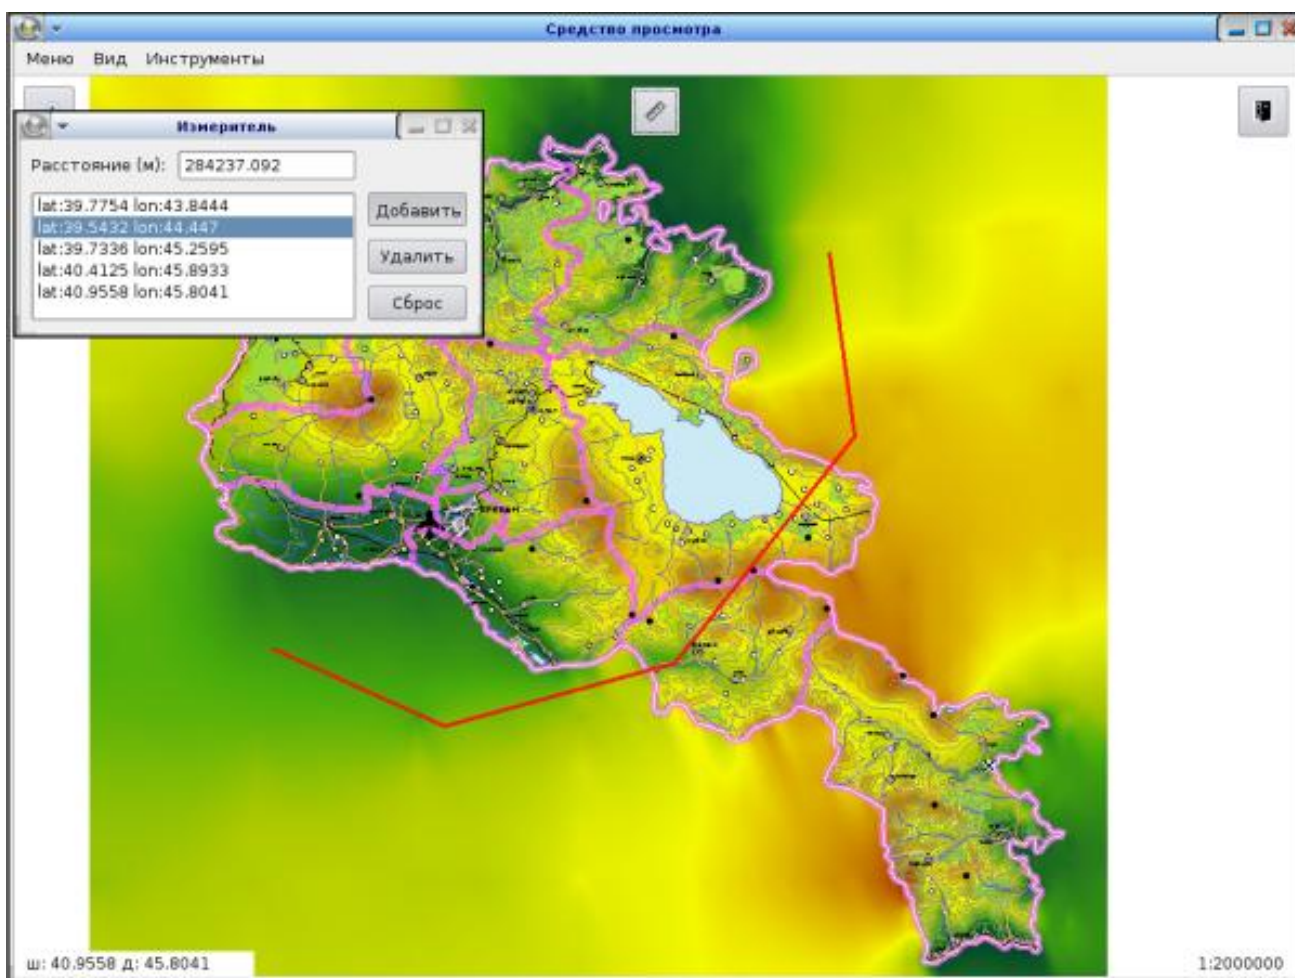 Средство просмотра
Меню Вид Инструменты
Измеритель
Расстояние (м): 284237.092
lat:39.7754 lon:43.8444
lat:39.5432 lon:44.447
lat:39.7336 lon:45.2595
lat:40.4125 lon:45.8933
lat:40.9558 lon:45.8041
Добавить
Удалить
Сброс
ш: 40.9558 д: 45.8041
1:2000000